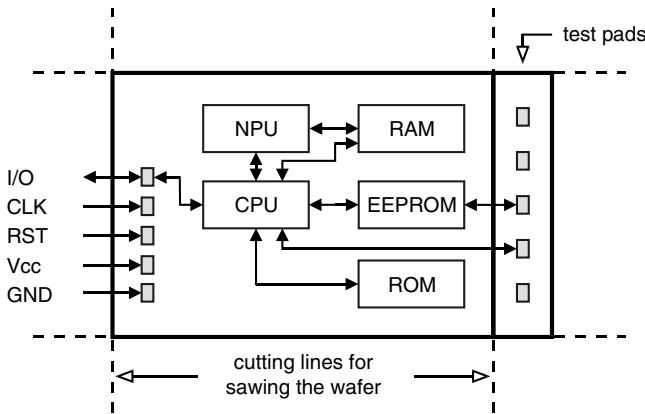 test pads
NPU
RAM
I/O
CLK
CPU
EEPROM
RST
Vcc
ROM
GND
cutting lines for
sawing the wafer